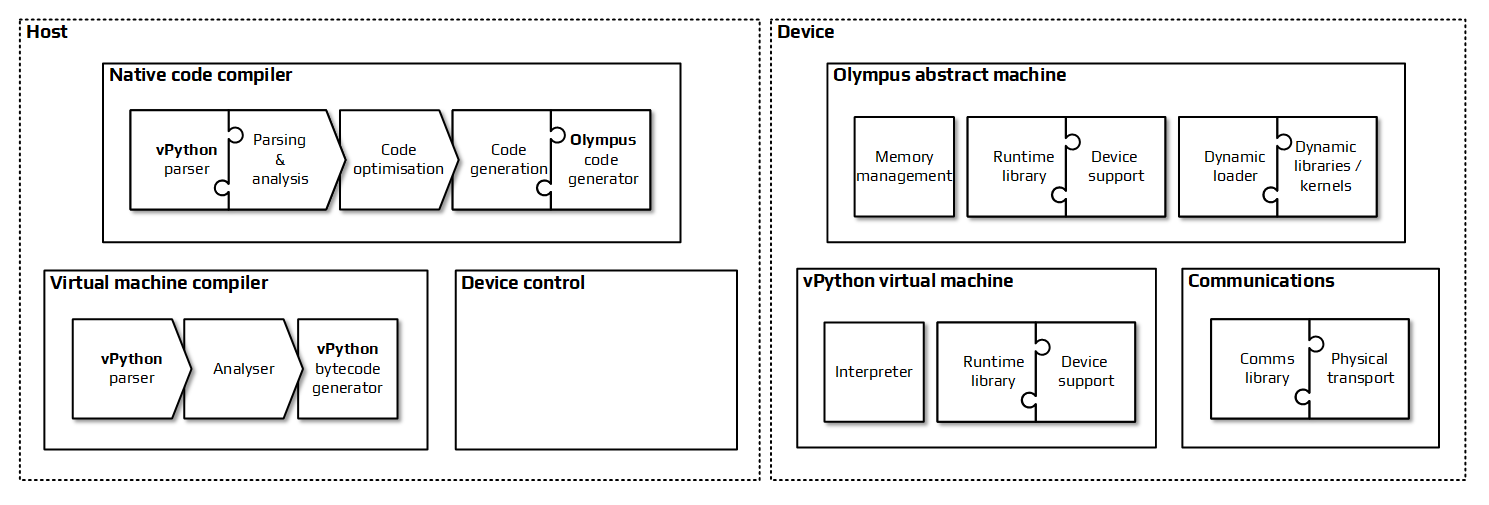 Host
Native code compiler
vPython
parser
Parsing
&
analysis
Code
optimisation
Code
generation
Olympus
code
generator
Virtual machine compiler
vPython
parser
Analyser
vPython
bytecode
generator
Device control
Device
Olympus abstract machine
Memory
management
Runtime
library
Device
support
Dynamic
loader
Dynamic
libraries /
kernels
vPython virtual machine
Interpreter
Runtime
library
Device
support
Communications
Comms
library
Physical
transport